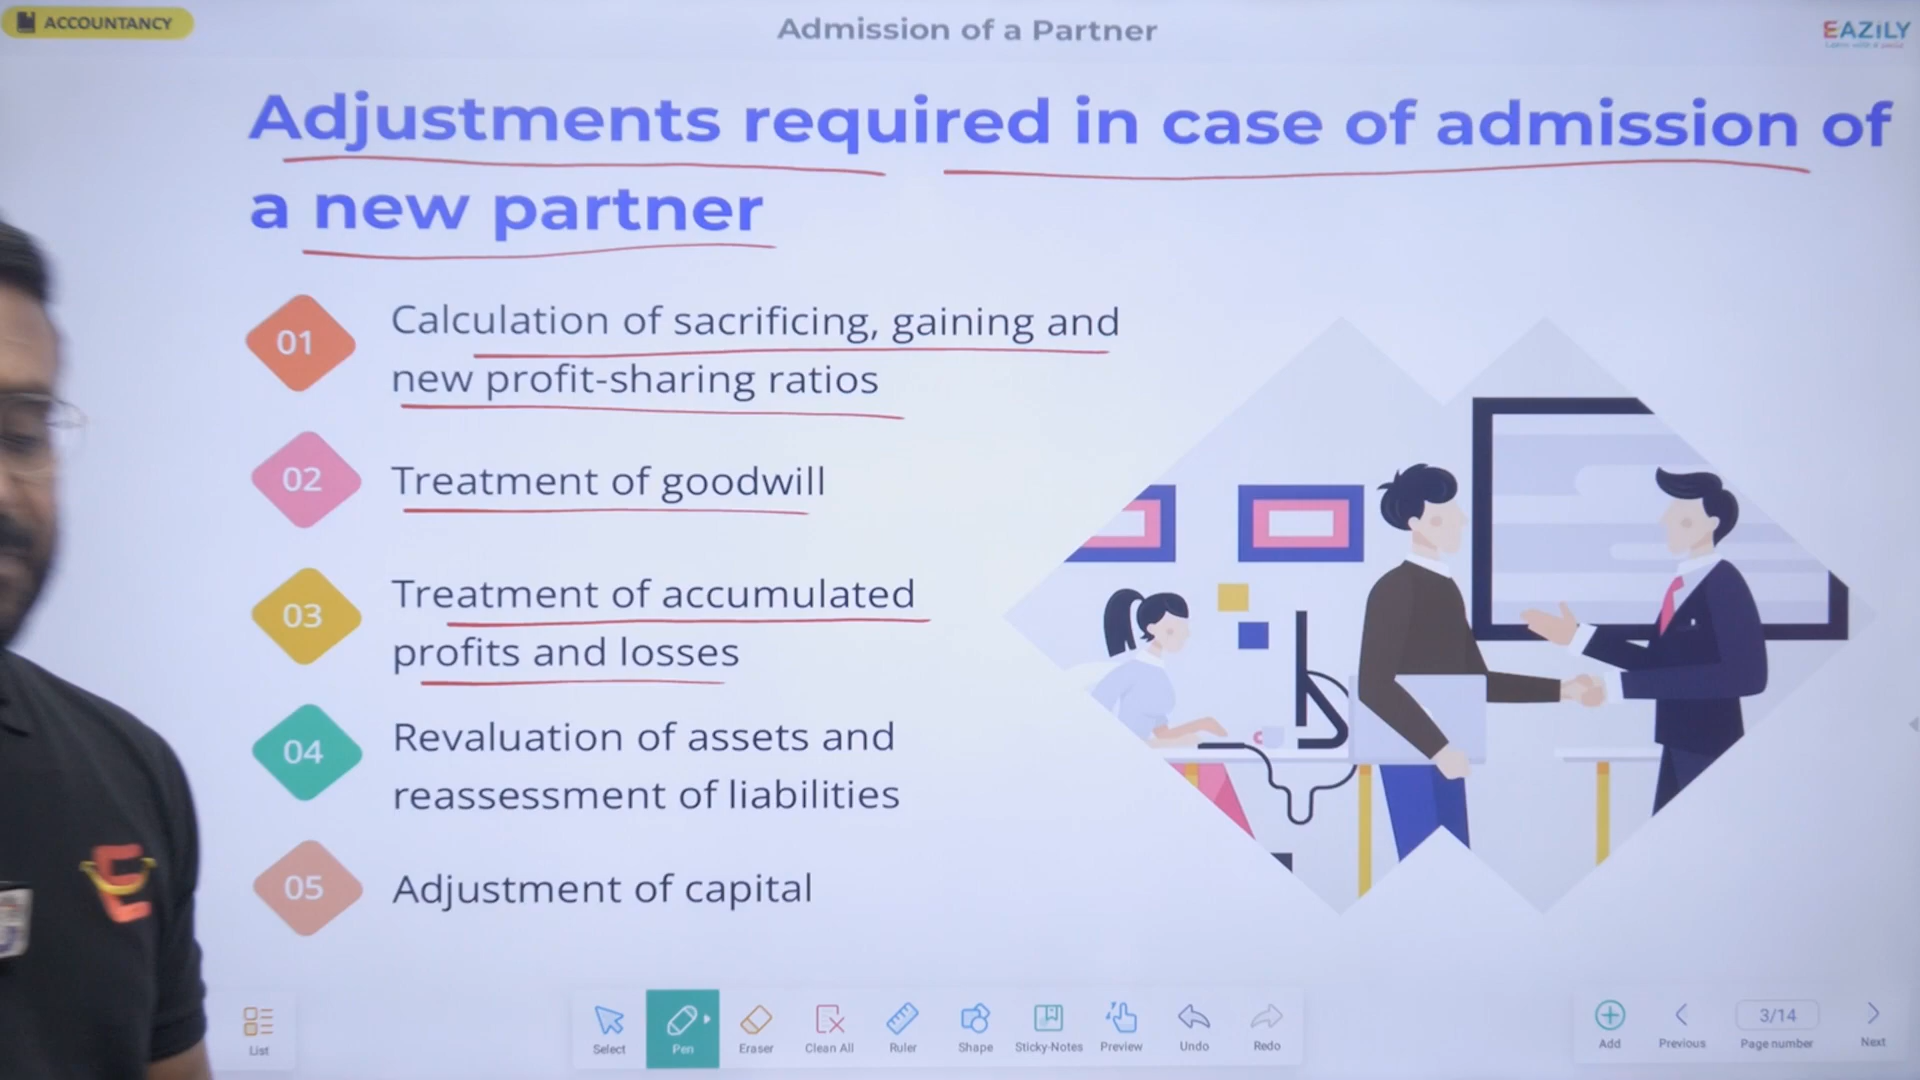 ACCOUNTANCY
Admission of a Partner
EAZiLY
Adjustments required in case of admission of
a new partner
01
Calculation of sacrificing, gaining and
new profit-sharing ratios
02
Treatment of goodwill
03
Treatment of accumulated
profits and losses
04
Revaluation of assets and
reassessment of liabilities
05
Adjustment of capital
List
Select
Pen
Eraser
Clean All
Ruler
Shape
Sticky-Notes
Preview
Undo
Redo
Add
Previous
3/14
Page number
Next